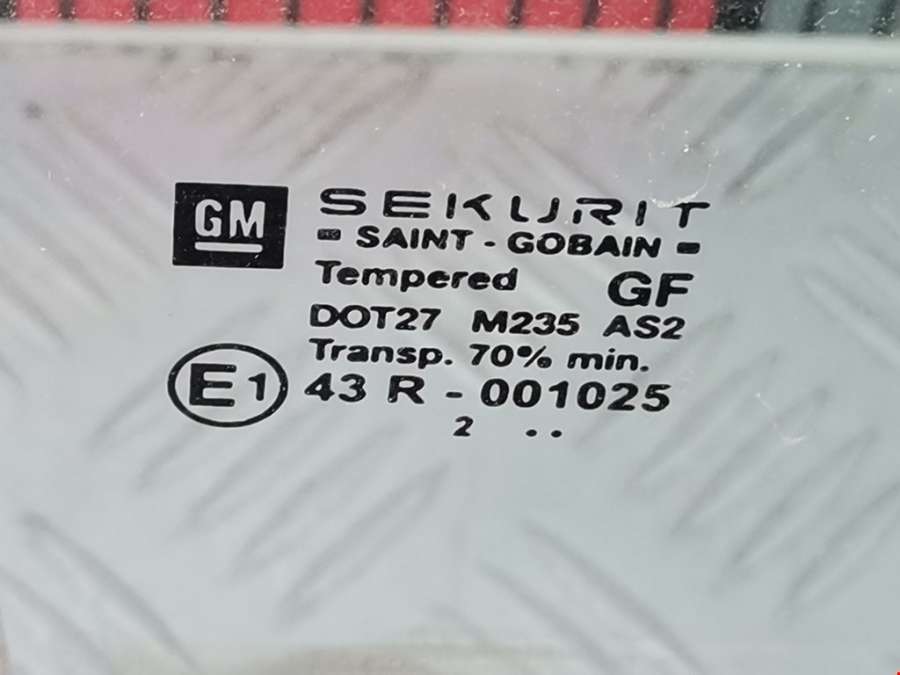 GM
SEKURIT
SAINT - GOBAIN
Tempered GF
DOT27 M235 AS2
Transp. 70% min.
E1 43 R - 001025
2 ..